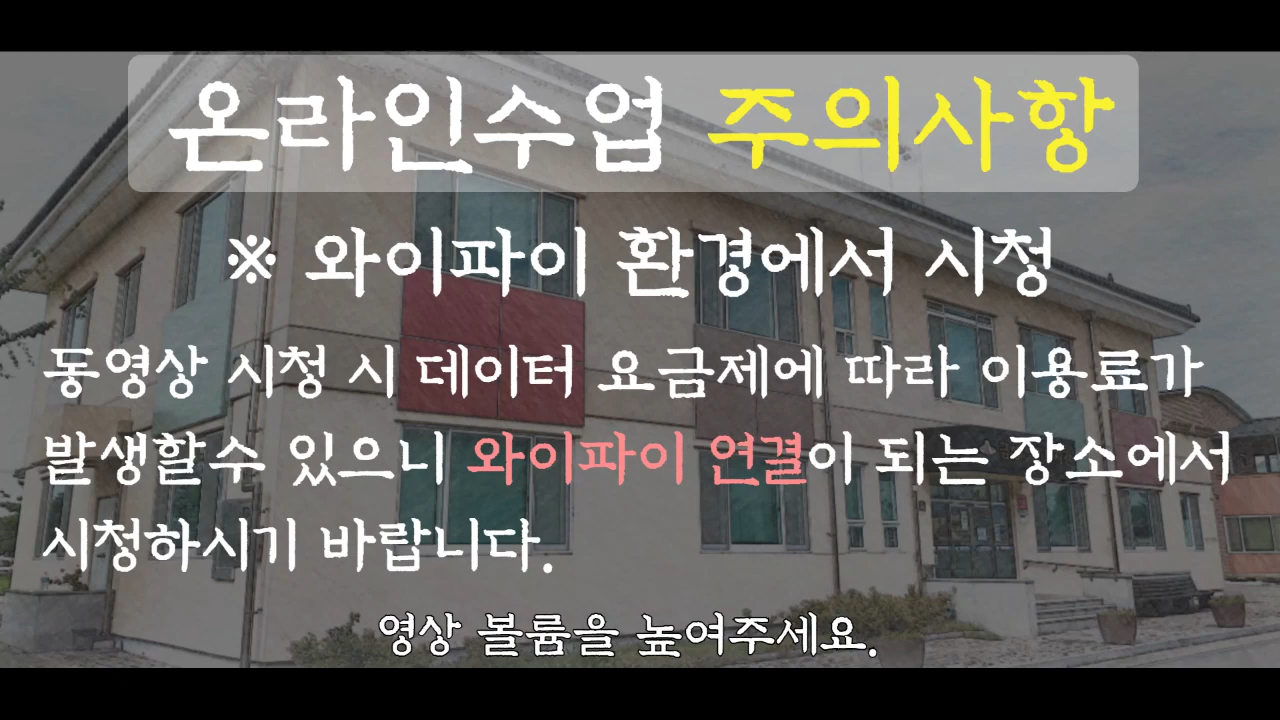 온라인수업 주의사항
※ 와이파이 환경에서 시청
동영상 시청 시 데이터 요금제에 따라 이용료가
발생할수 있으니 와이파이 연결이 되는 장소에서
시청하시기 바랍니다.
영상 볼륨을 높여주세요.